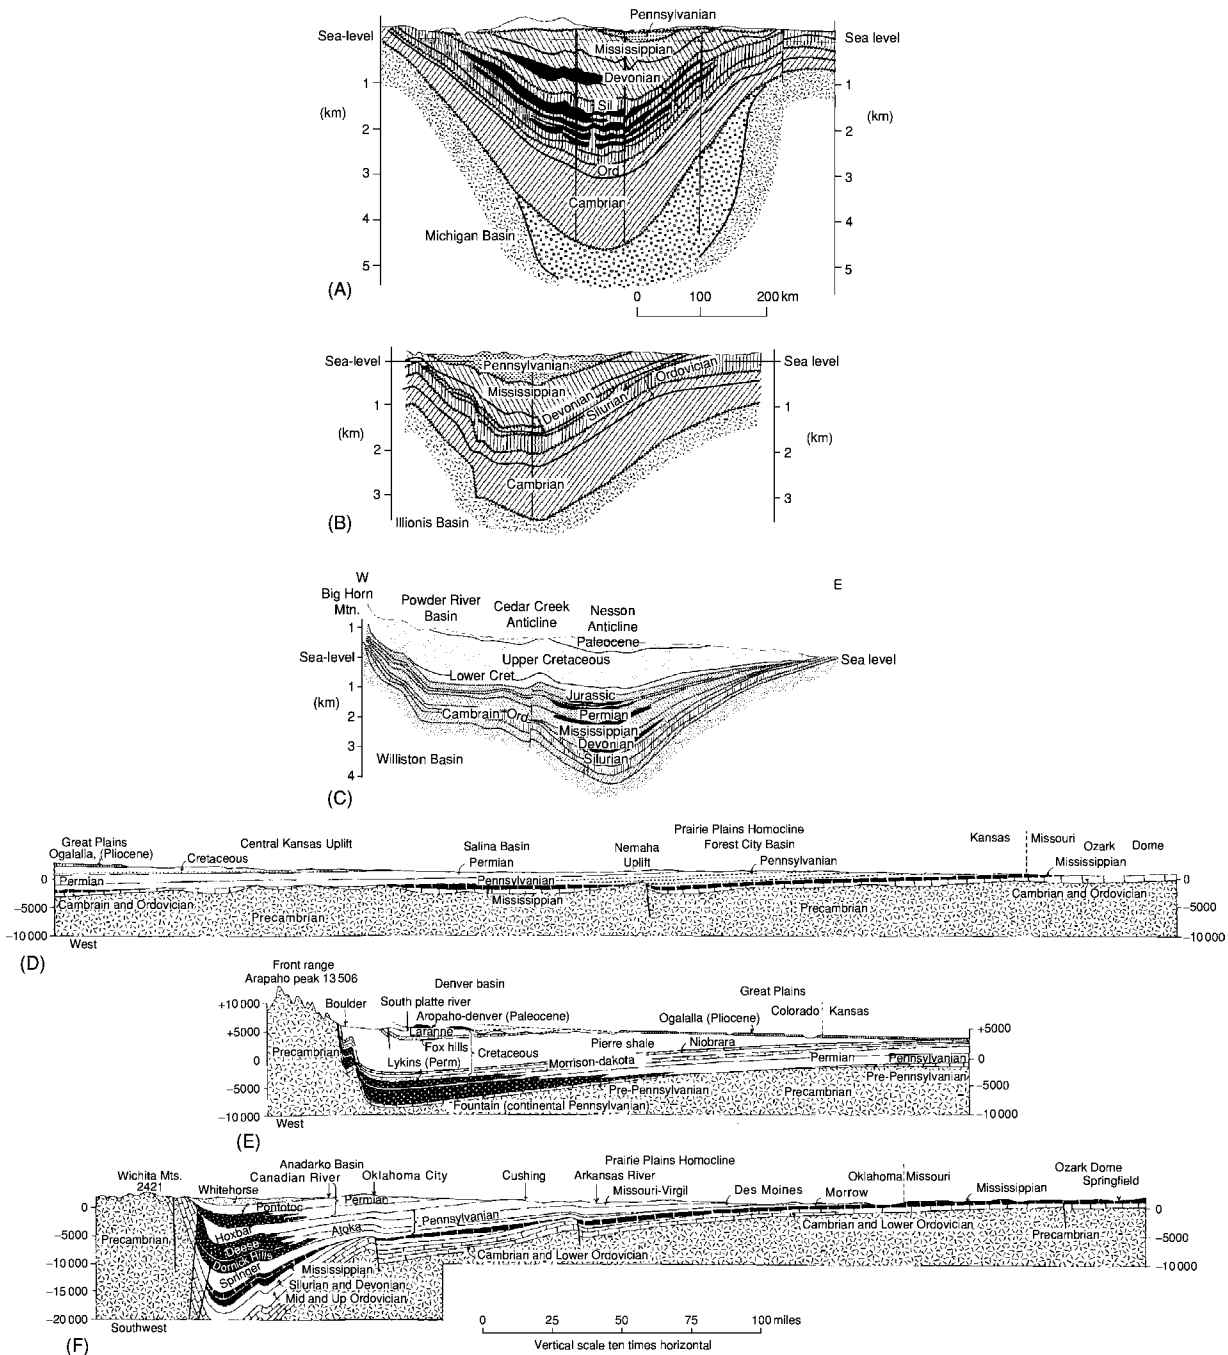 Pennsylvanian
Sea-level
Sea level
Mississippian
Devonian
1
1
Sil
(km)
(km)
2
2
Ord
3
3
Cambrian
4
4
Michigan Basin
5
5
(A)
0 100 200 km
Sea-level
Sea level
Pennsylvanian
Ordovician
Mississippian
Devonian
Silurian
1
1
(km)
(km)
2
2
Cambrian
3
3
(B)
Illionis Basin
W
E
Big Horn
Mtn.
Powder River
Basin
Cedar Creek
Anticline
Nesson
Anticline
1
Paleocene
Sea-level
Upper Cretaceous
Sea level
Lower Cret
1
Jurassic
(km)
2
Cambrain
Ord
Permian
Mississippian
3
Devonian
Williston Basin
Silurian
4
(C)
Great Plains
Ogalalla, (Pliocene)
Cretaceous
Central Kansas Uplift
Salina Basin
Permian
Nemaha
Uplift
Prairie Plains Homocline
Forest City Basin
Pennsylvanian
Kansas
Missouri
Ozark Dome
Mississippian
0
Permian
Pennsylvanian
0
Cambrain and Ordovician
Mississippian
Cambrian and Ordovician
−5000
Precambrian
Precambrian
−5000
−10 000
West
−10 000
(D)
Front range
Arapaho peak 13 506
Denver basin
Great Plains
+10 000
Boulder
South platte river
Aropaho-denver (Paleocene)
Ogalalla (Pliocene)
Colorado
Kansas
+5000
Laranne
+5000
Fox hills
Pierre shale
Niobrara
Precambrian
Lykins (Perm)
Cretaceous
Morrison-dakota
Permian
Pennsylvanian
0
0
Pre-Pennsylvanian
−5000
Pre-Pennsylvanian
Precambrian
−5000
−10 000
Fountain (continental Pennsylvanian)
−10 000
West
(E)
Wichita Mts.
2421
Anadarko Basin
Canadian River
Oklahoma City
Cushing
Prairie Plains Homocline
Arkansas River
Oklahoma
Missouri
Ozark Dome
Springfield
Whitehorse
Permian
Missouri-Virgil
Des Moines
Morrow
Mississippian
0
Pontotoc
0
Hoxbar
Atoka
Pennsylvanian
Cambrian and Lower Ordovician
−5000
Precambrian
Deese
Precambrian
−5000
Dornick Hills
Cambrian and Lower Ordovician
−10 000
Springer
Mississippian
−10 000
Silurian and Devonian
−15 000
Mid and Up Ordovician
−20 000
Southwest
(F)
0 25 50 75 100 miles
Vertical scale ten times horizontal